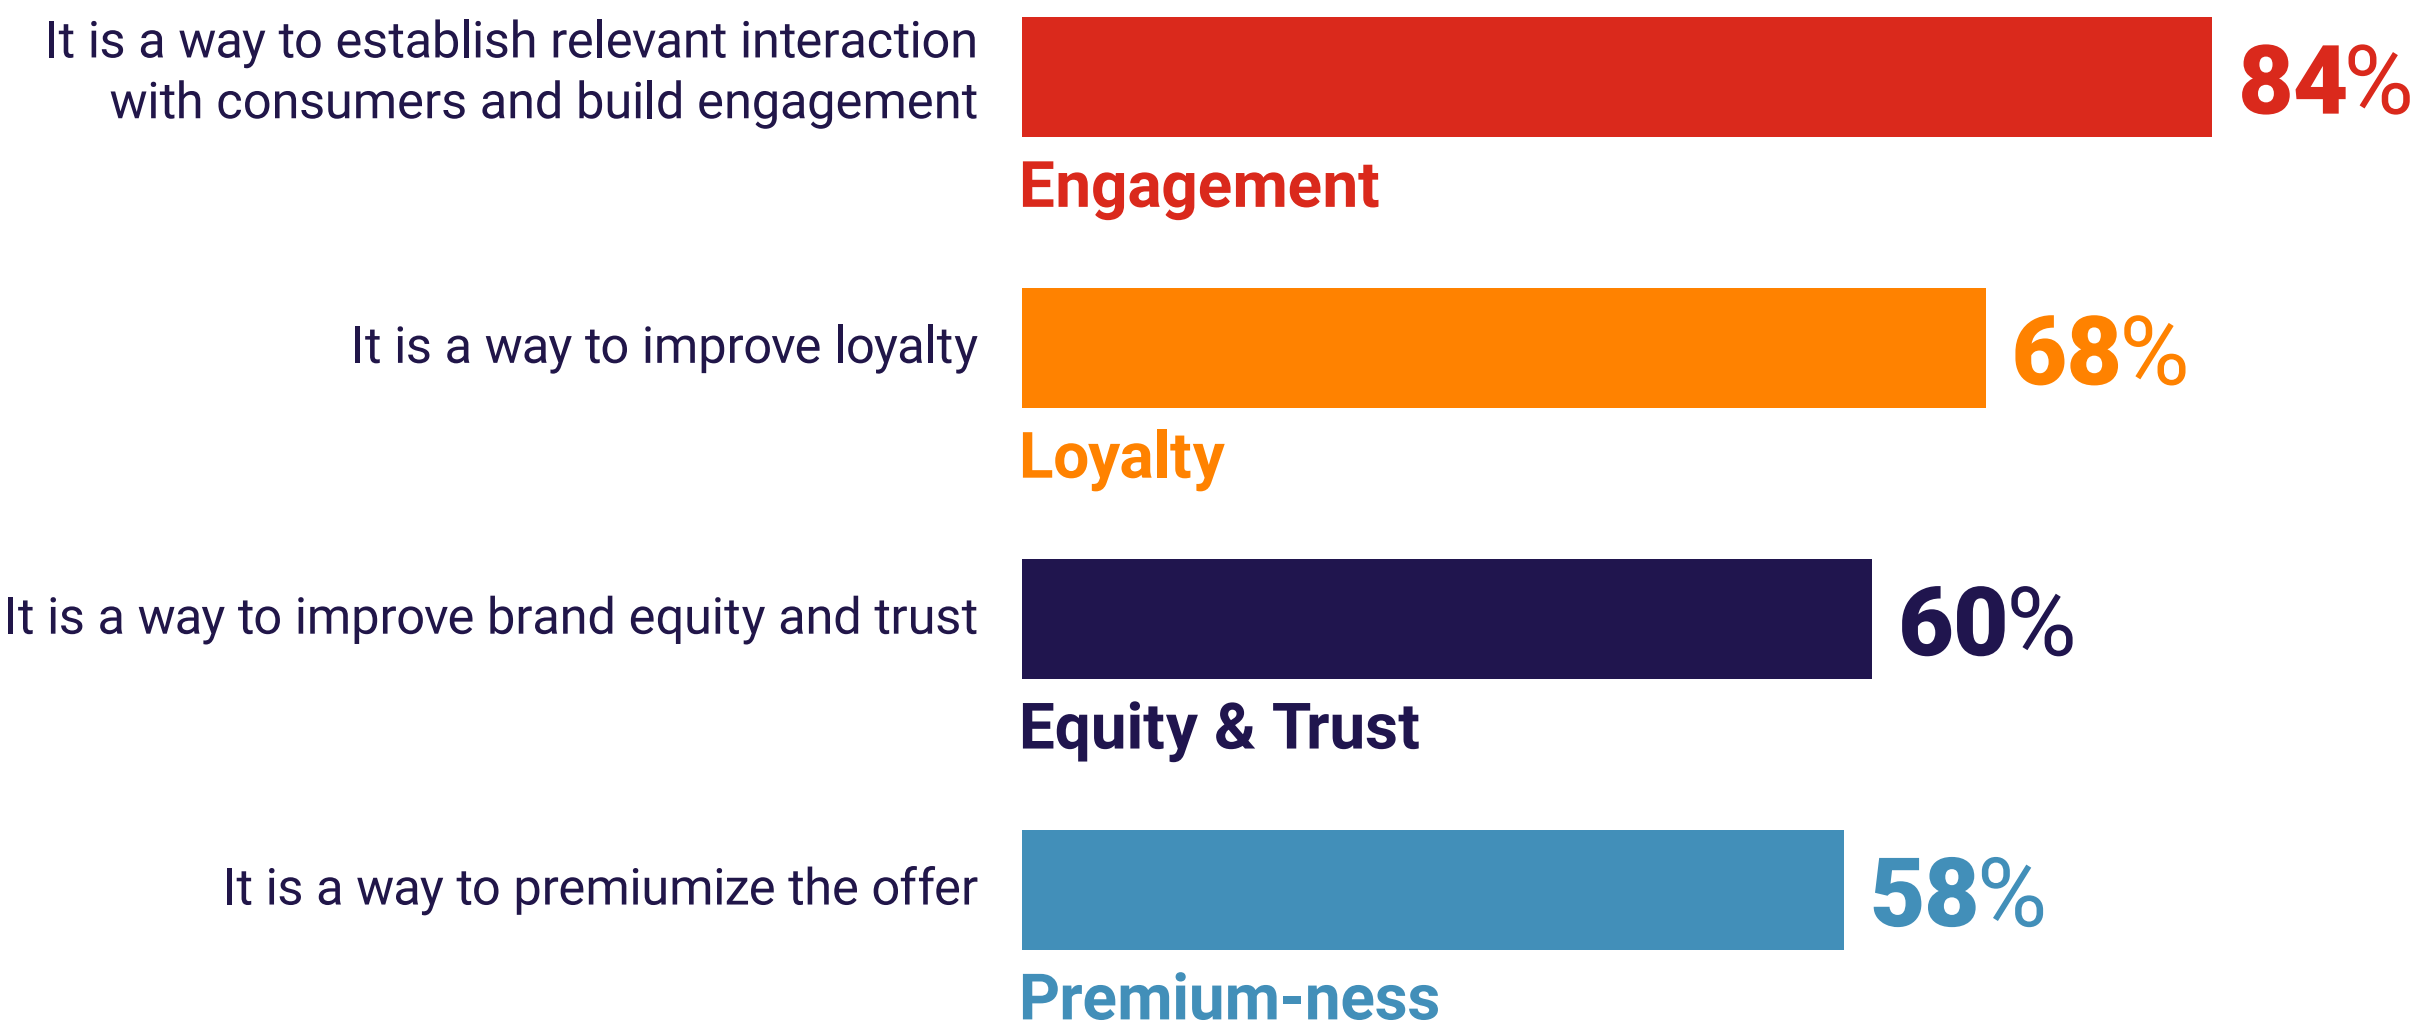 It is a way to establish relevant interaction
with consumers and build engagement
84%
Engagement
It is a way to improve loyalty
68%
Loyalty
It is a way to improve brand equity and trust
60%
Equity & Trust
It is a way to premiumize the offer
58%
Premium-ness